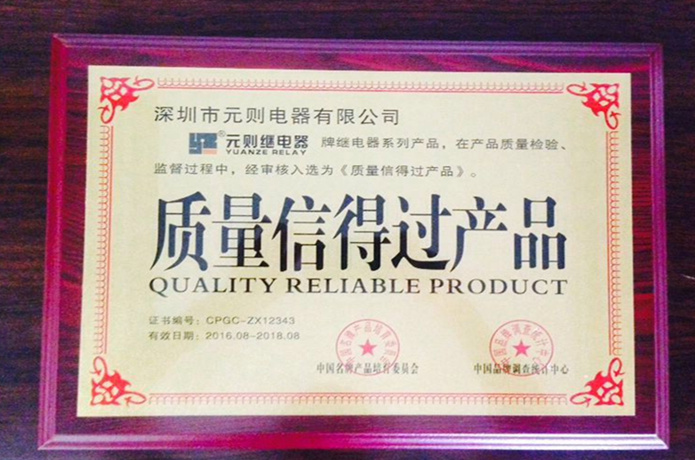 深圳市元则电器有限公司
YZ® 元则继电器 牌继电器系列产品，在产品质量检验、
YUANZE RELAY
监督过程中，经审核入选为《质量信得过产品》。
质量信得过产品
QUALITY RELIABLE PRODUCT
证书编号：CPGC-ZX12343
有效日期：2016.08-2018.08
中国名牌产品培育委员会 中国品牌调查统计中心